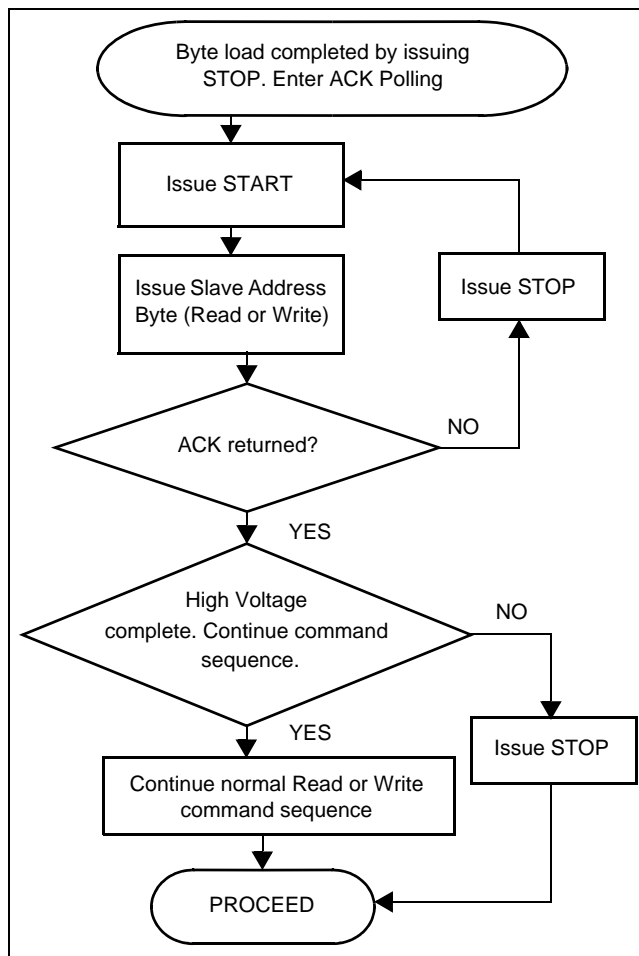 Byte load completed by issuing
STOP. Enter ACK Polling
Issue START
Issue Slave Address
Byte (Read or Write)
Issue STOP
ACK returned?
NO
YES
High Voltage
complete. Continue command
sequence.
NO
YES
Issue STOP
Continue normal Read or Write
command sequence
PROCEED